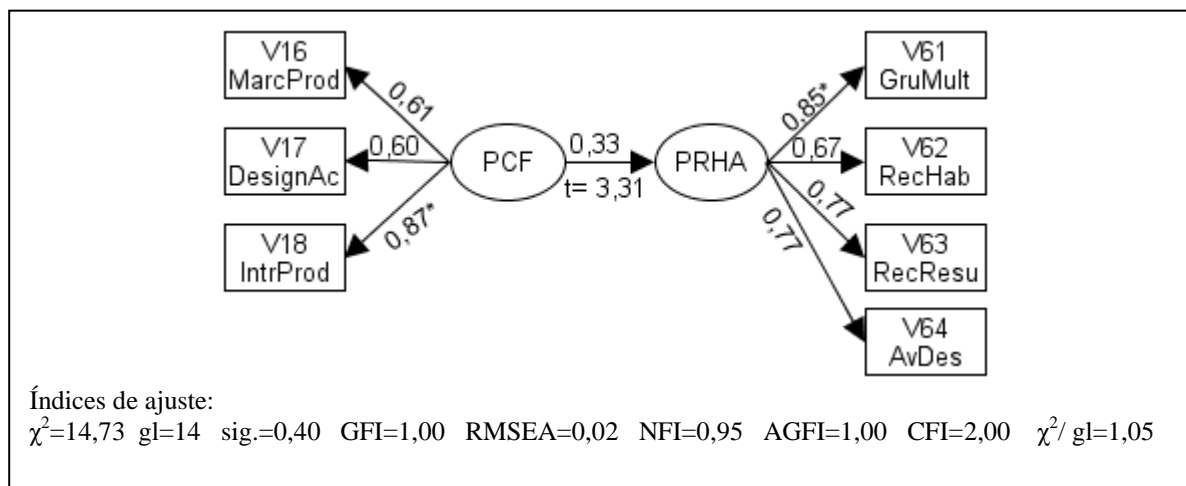 V16
MarcProd
V17
DesignAc
V18
IntrProd
0,61
0,60
0,87*
PCF
0,33
t= 3,31
PRHA
0,85*
0,67
0,77
0,77
V61
GruMult
V62
RecHab
V63
RecResu
V64
AvDes
Índices de ajuste:
χ²=14,73 gl=14 sig.=0,40 GFI=1,00 RMSEA=0,02 NFI=0,95 AGFI=1,00 CFI=2,00 χ²/ gl=1,05